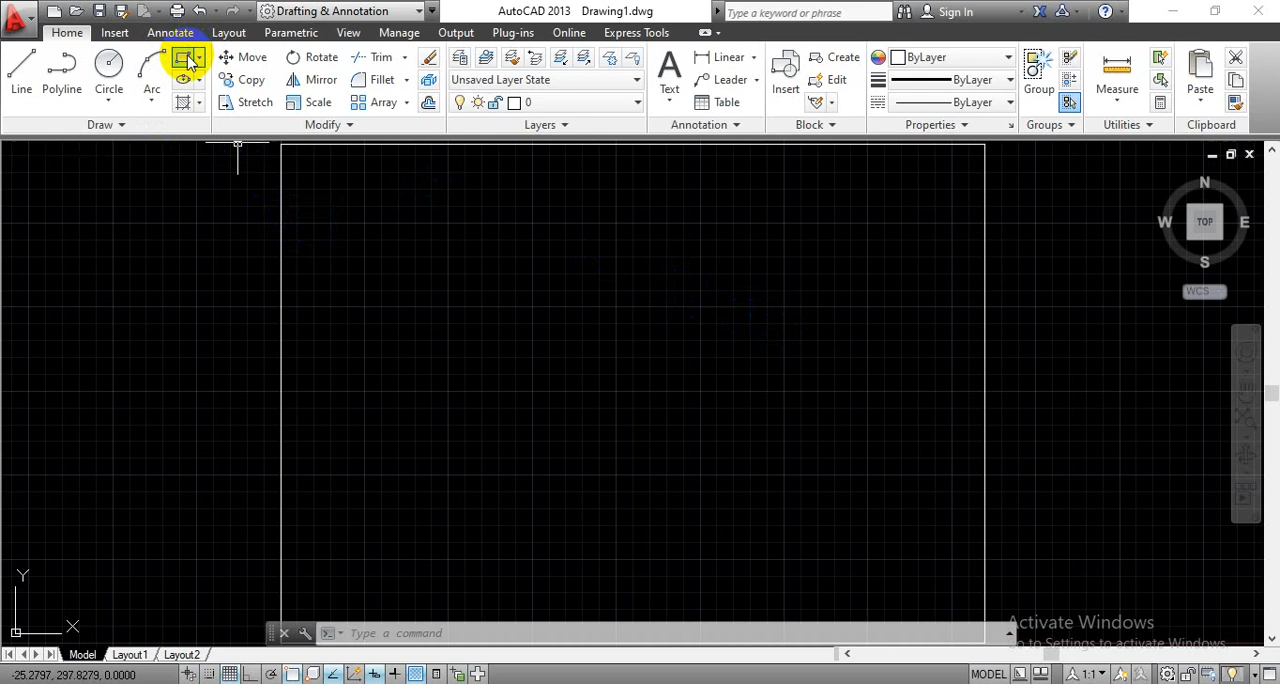 Drafting & Annotation AutoCAD 2013 Drawing1.dwg Type a keyword or phrase Sign In
Home Insert Annotate Layout Parametric View Manage Output Plug-ins Online Express Tools
Line Polyline Circle Arc
Draw
Move Rotate Trim
Copy Mirror Fillet
Stretch Scale Array
Modify
Unsaved Layer State
0
Layers
Text
Linear
Leader
Table
Annotation
Insert
Create
Edit
Block
ByLayer
ByLayer
ByLayer
Properties
Group
Groups
Measure
Utilities
Paste
Clipboard
N
W TOP E
S
WCS
Y
X
Type a command
Activate Windows
Go to Settings to activate Windows.
Model Layout1 Layout2
-25.2797, 297.8279, 0.0000 MODEL 1:1